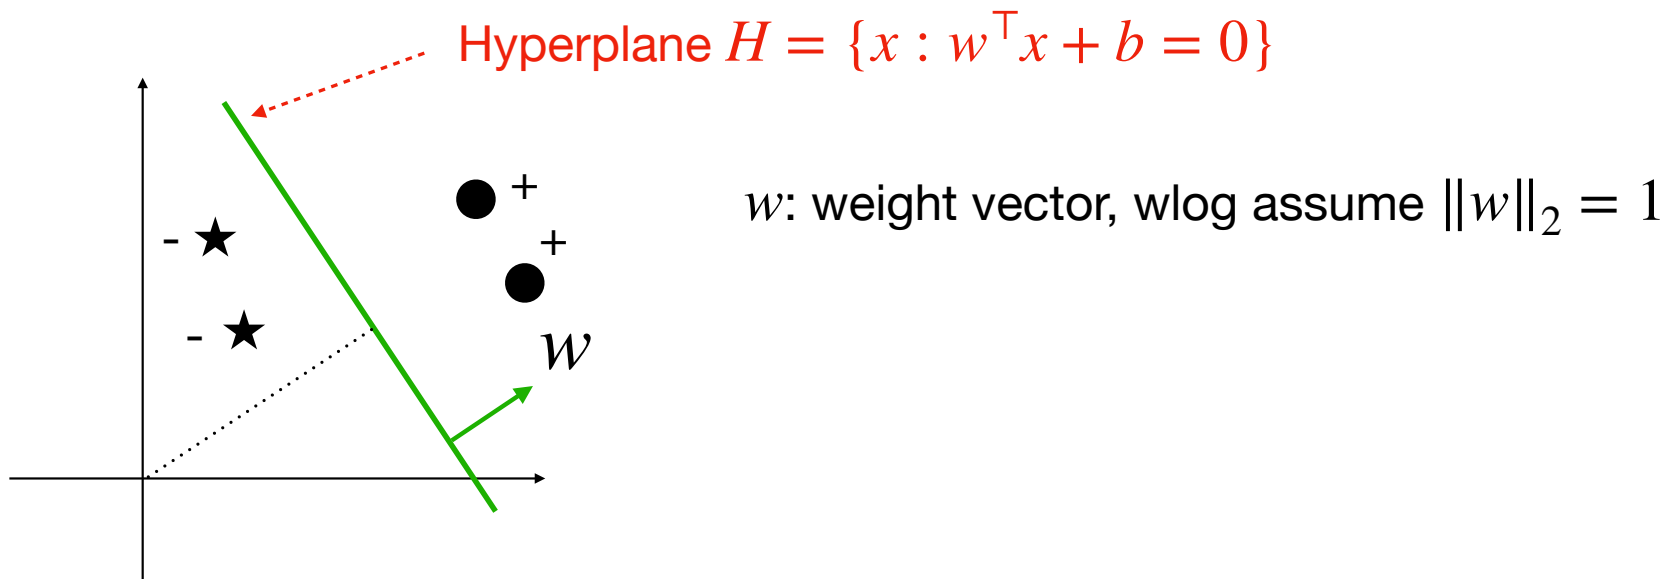 Hyperplane H = {x : w⊤x + b = 0}
+
w: weight vector, wlog assume ‖w‖₂ = 1
- ★
+
- ★
w